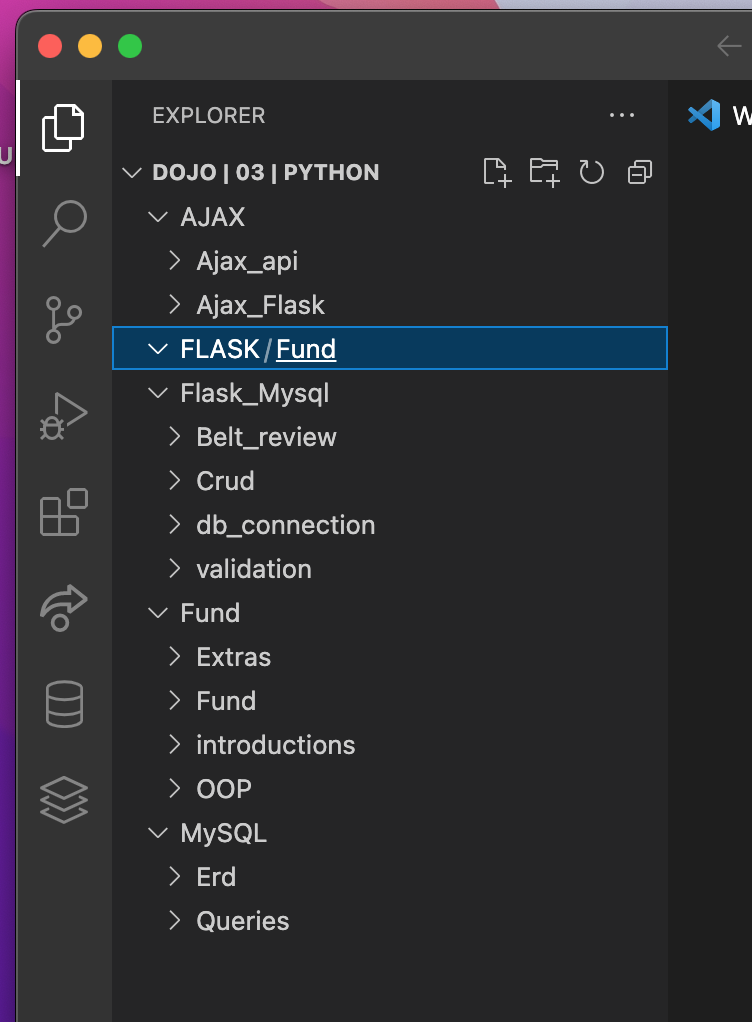 EXPLORER
DOJO | 03 | PYTHON
AJAX
Ajax_api
Ajax_Flask
FLASK / Fund
Flask_Mysql
Belt_review
Crud
db_connection
validation
Fund
Extras
Fund
introductions
OOP
MySQL
Erd
Queries